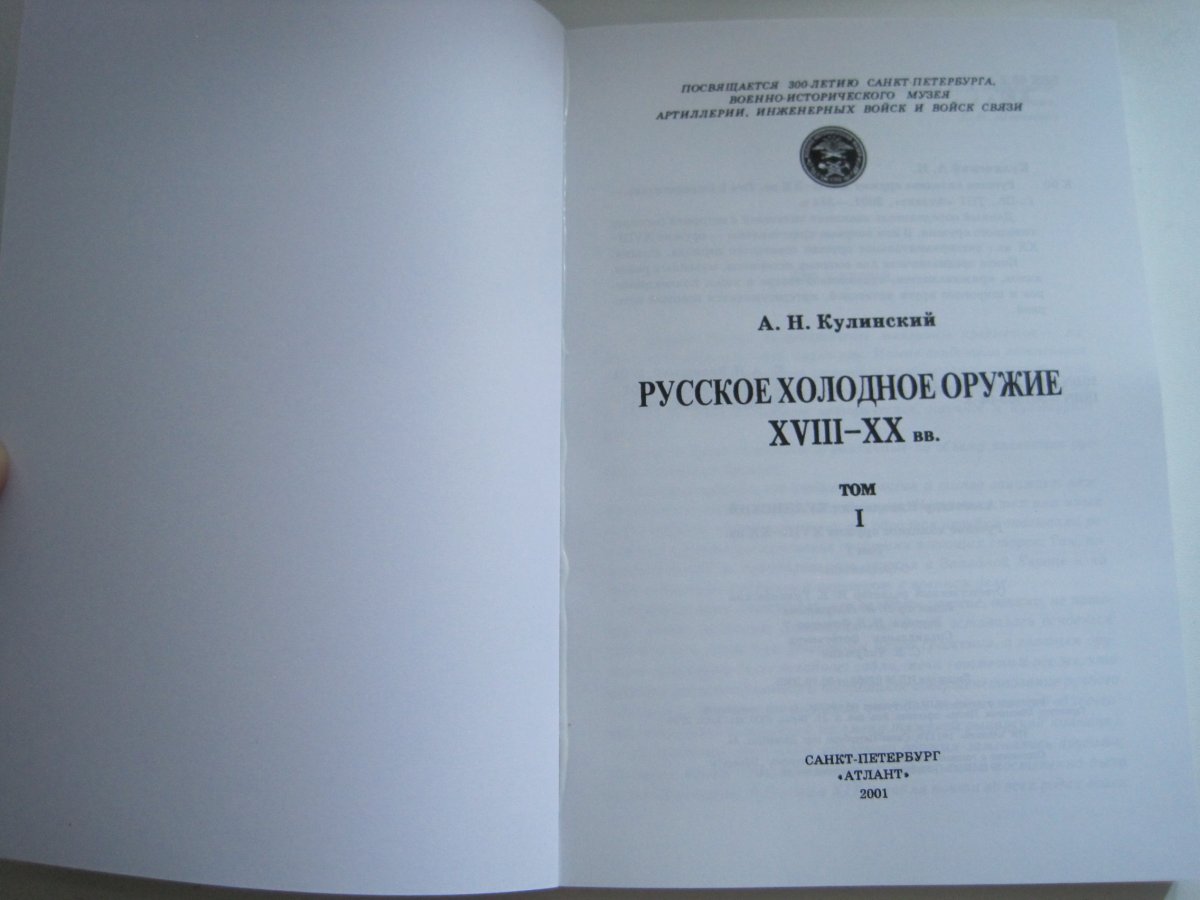 ПОСВЯЩАЕТСЯ 300-ЛЕТИЮ САНКТ-ПЕТЕРБУРГА,
ВОЕННО-ИСТОРИЧЕСКОГО МУЗЕЯ
АРТИЛЛЕРИИ, ИНЖЕНЕРНЫХ ВОЙСК И ВОЙСК СВЯЗИ
А. Н. Кулинский
РУССКОЕ ХОЛОДНОЕ ОРУЖИЕ
XVIII–XX вв.
ТОМ
I
САНКТ-ПЕТЕРБУРГ
«АТЛАНТ»
2001